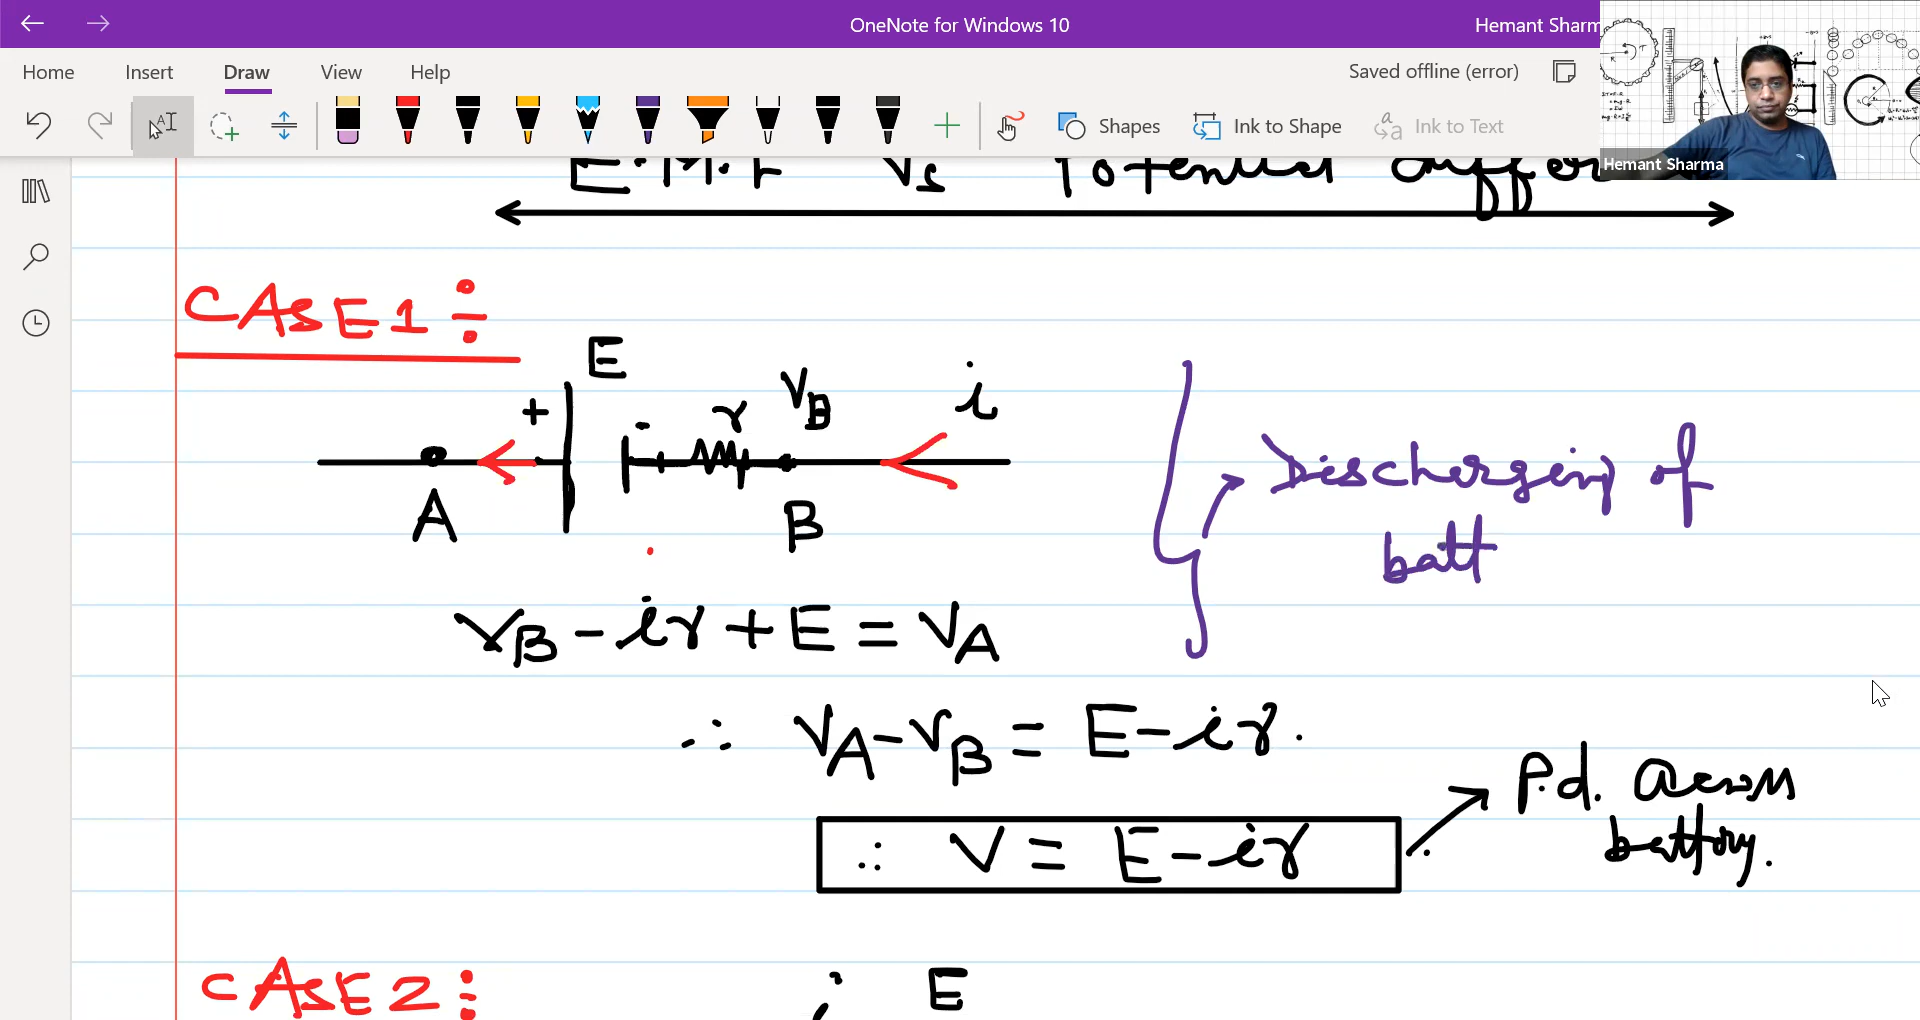 OneNote for Windows 10
Hemant Sharm
Home Insert Draw View Help
Saved offline (error)
Shapes Ink to Shape Ink to Text
Hemant Sharma
E.M.F Vs Potential Differ
CASE 1 :
E
+ - r VB i
A B
Discharging of
batt
VB - ir + E = VA
∴ VA - VB = E - ir.
∴ V = E - ir
P.d. Across
battery.
CASE 2 :
i E